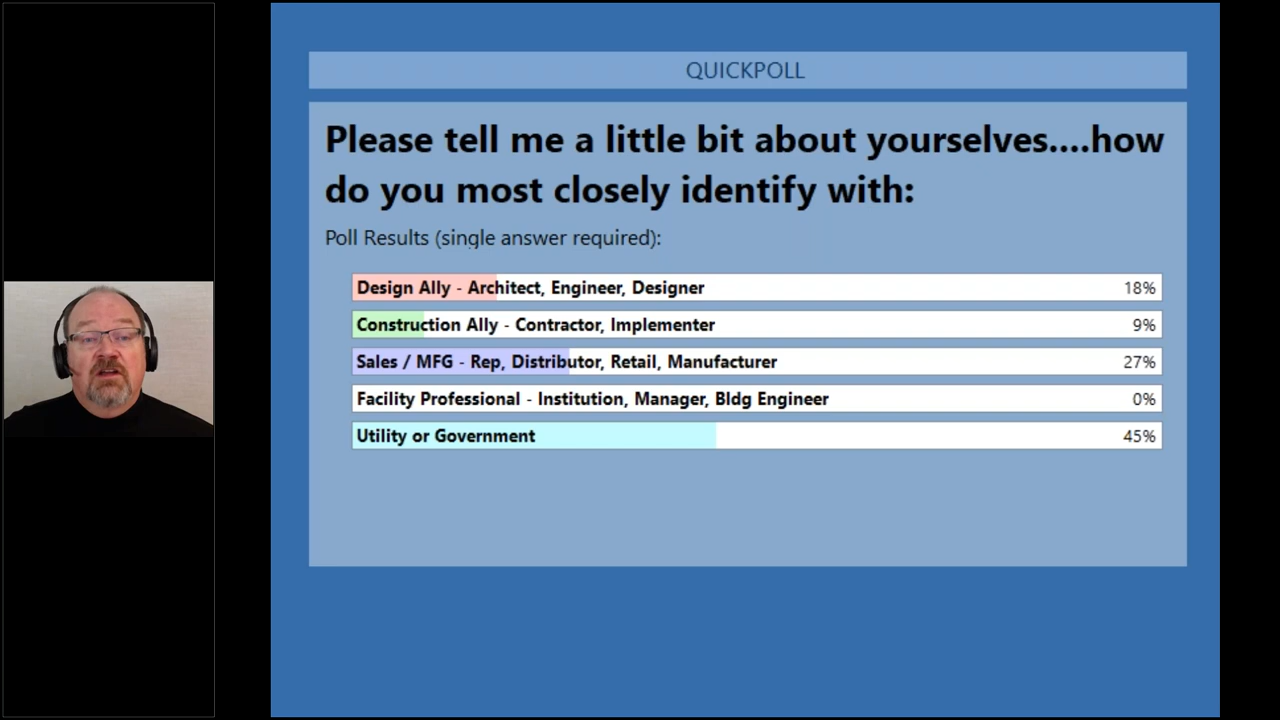 QUICKPOLL
Please tell me a little bit about yourselves....how
do you most closely identify with:
Poll Results (single answer required):
Design Ally - Architect, Engineer, Designer 18%
Construction Ally - Contractor, Implementer 9%
Sales / MFG - Rep, Distributor, Retail, Manufacturer 27%
Facility Professional - Institution, Manager, Bldg Engineer 0%
Utility or Government 45%